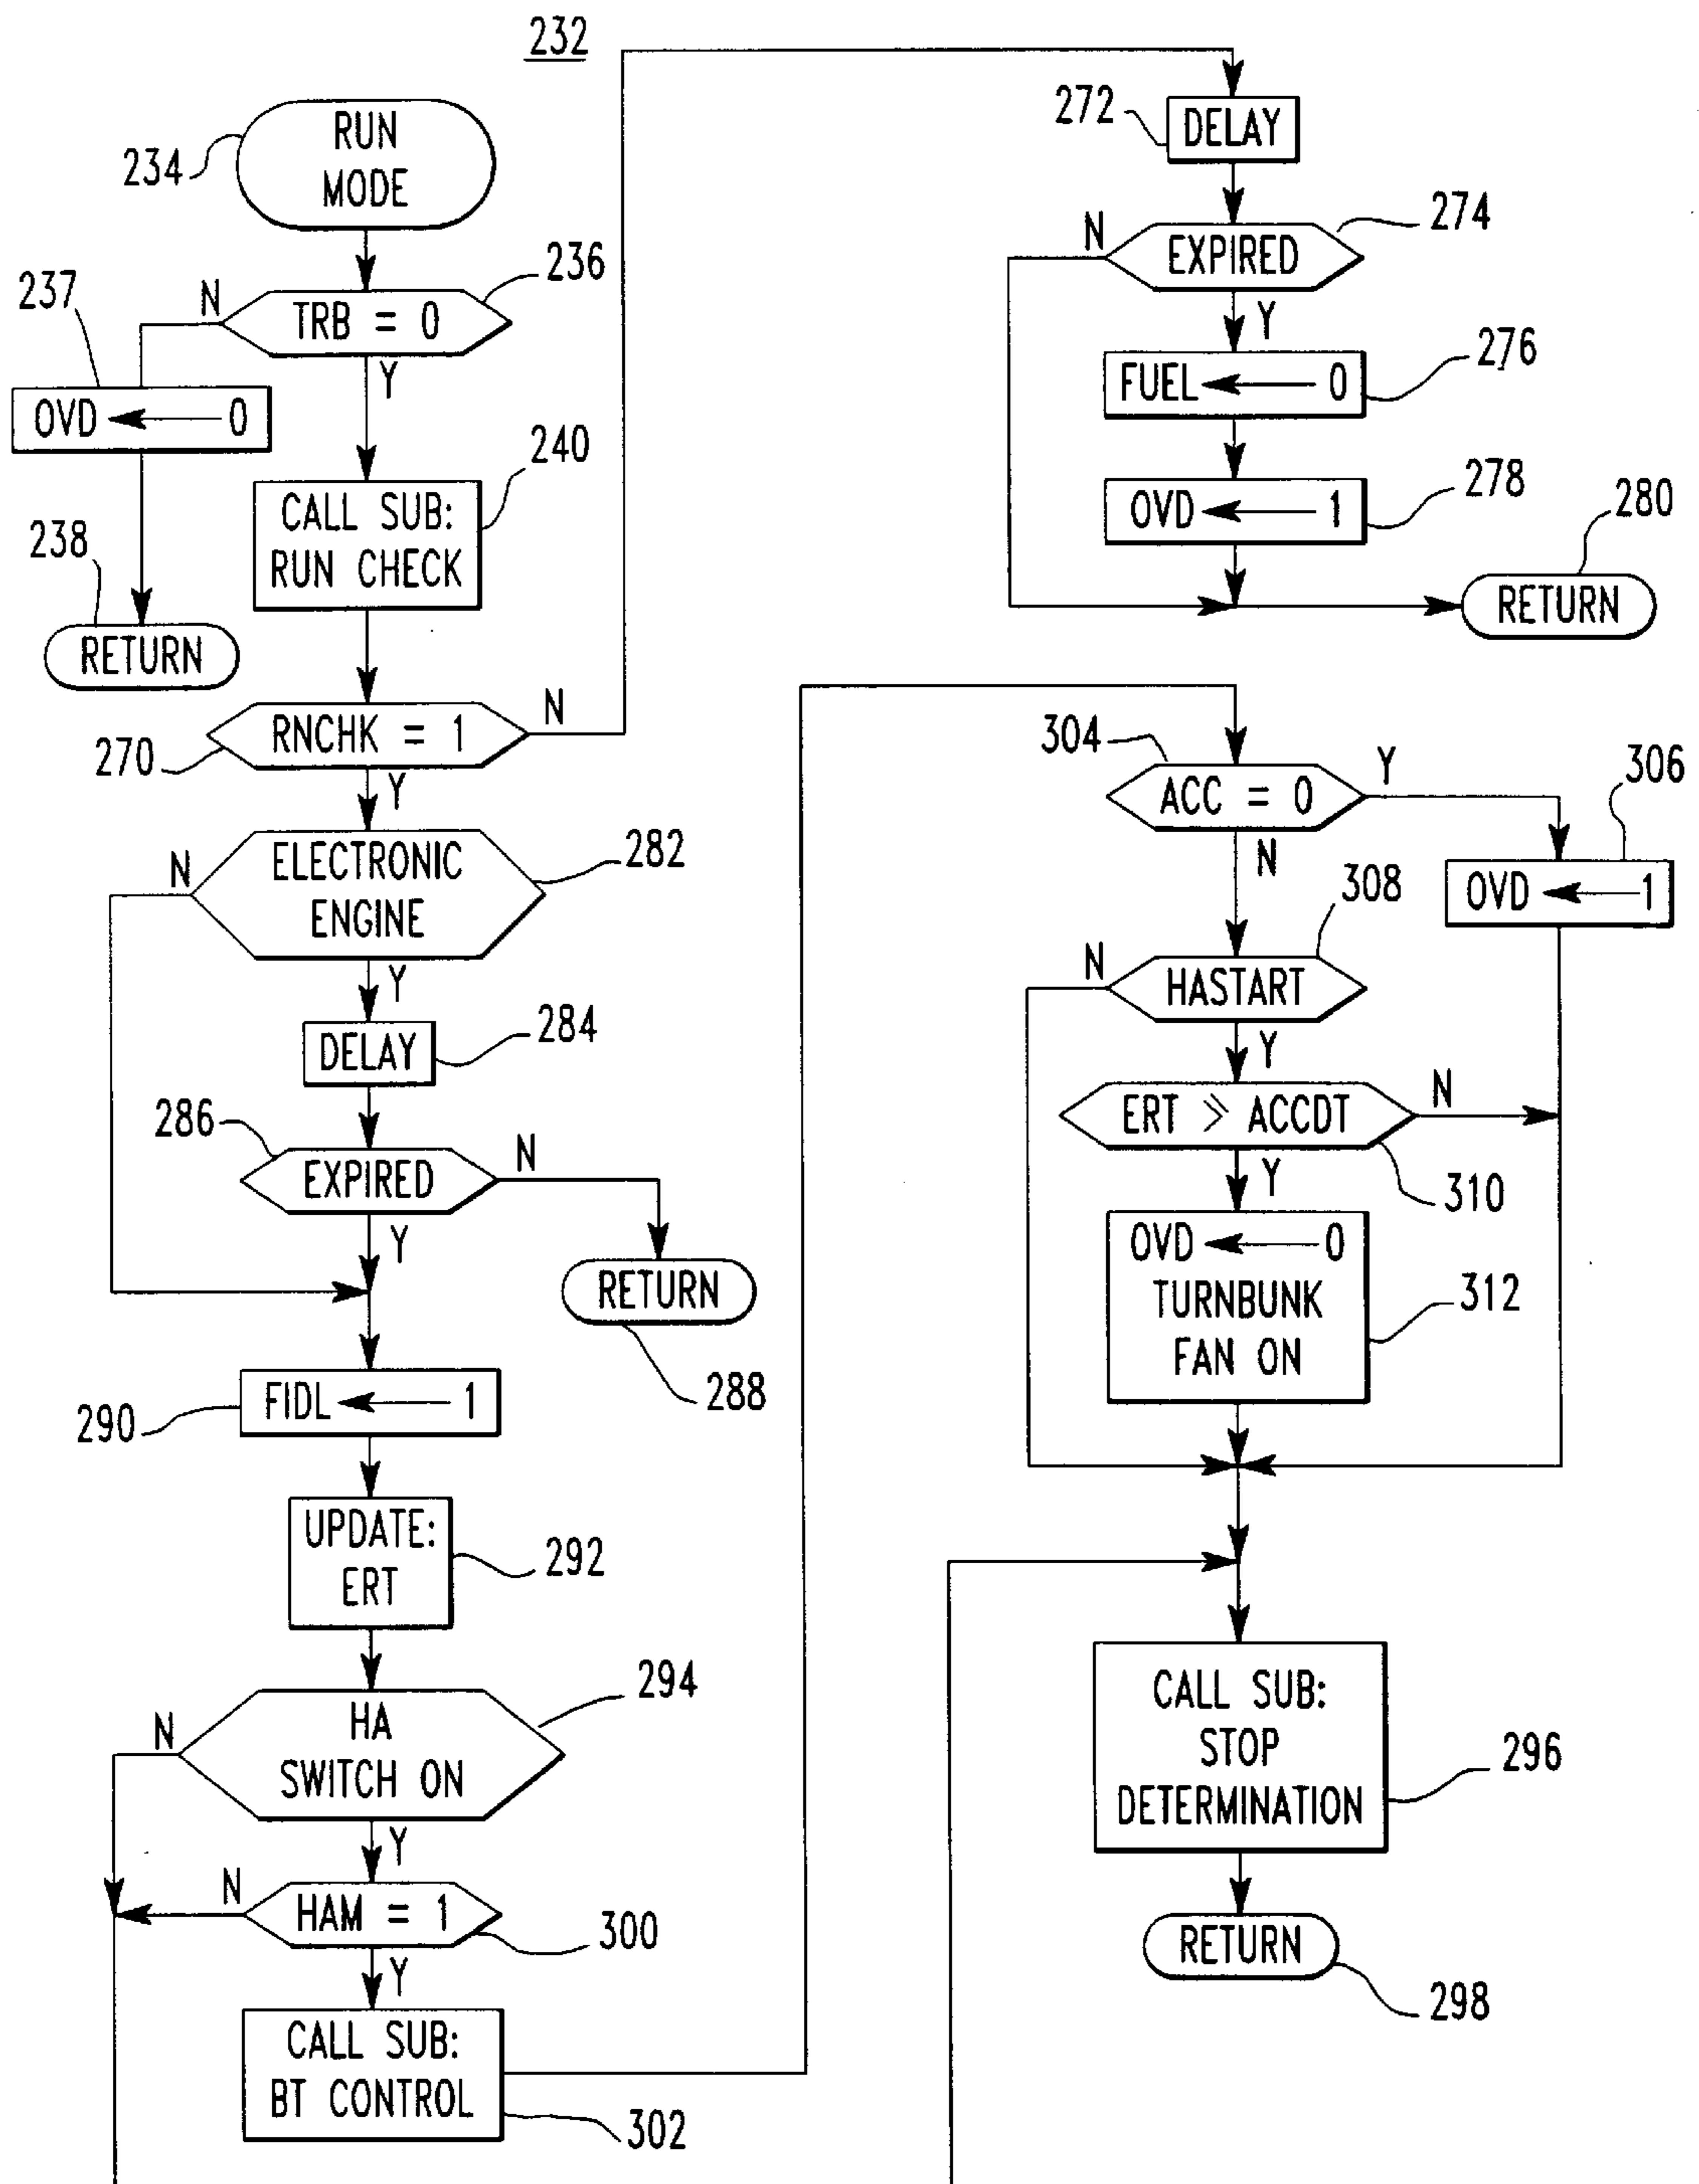 232
RUN
MODE
234
N
TRB = 0
236
Y
237
OVD 0
238
RETURN
CALL SUB:
RUN CHECK
240
RNCHK = 1
N
270
Y
N
ELECTRONIC
ENGINE
282
Y
DELAY
284
286
EXPIRED
N
Y
RETURN
288
FIDL 1
290
UPDATE:
ERT
292
N
HA
SWITCH ON
294
Y
N
HAM = 1
300
Y
CALL SUB:
BT CONTROL
302
272
DELAY
N
EXPIRED
274
Y
FUEL 0
276
OVD 1
278
280
RETURN
304
ACC = 0
Y
306
N
OVD 1
308
N
HASTART
Y
ERT ⩾ ACCDT
N
310
Y
OVD 0
TURNBUNK
FAN ON
312
CALL SUB:
STOP
DETERMINATION
296
RETURN
298